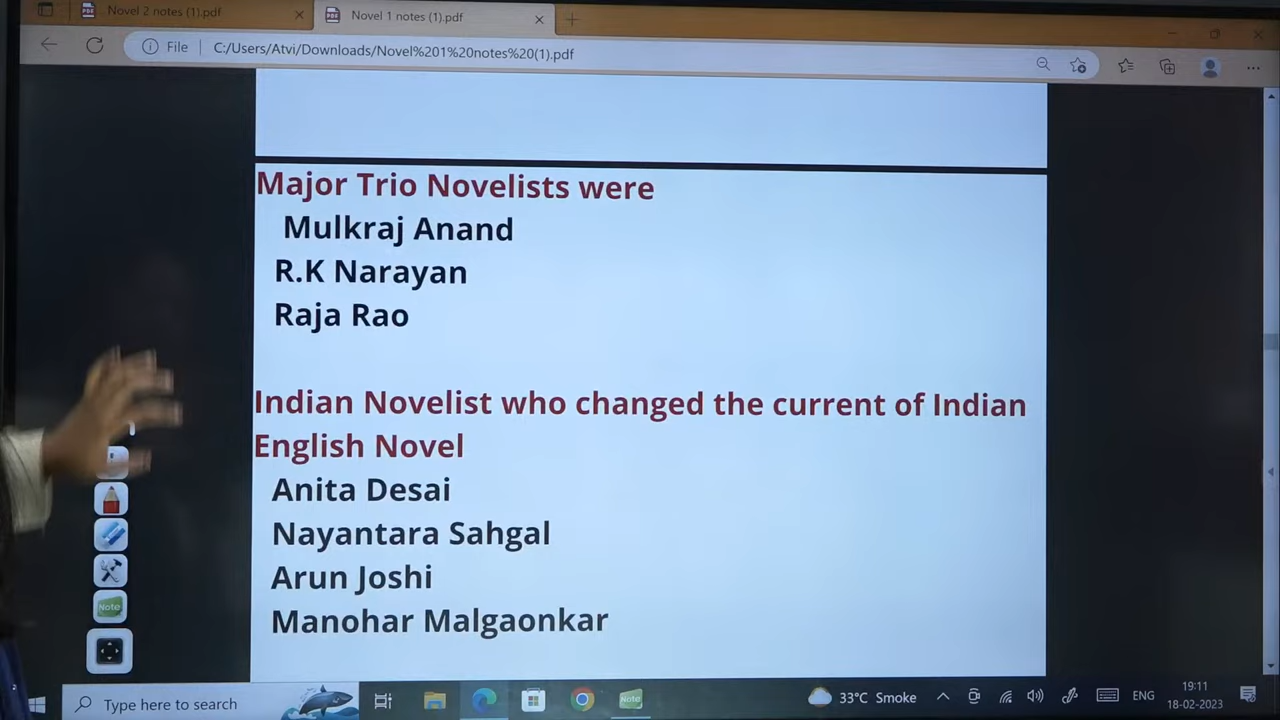 Novel 2 notes (1).pdf
Novel 1 notes (1).pdf
File
C:/Users/Atvi/Downloads/Novel%201%20notes%20(1).pdf
Major Trio Novelists were
Mulkraj Anand
R.K Narayan
Raja Rao
Indian Novelist who changed the current of Indian
English Novel
Anita Desai
Nayantara Sahgal
Arun Joshi
Manohar Malgaonkar
Note
Type here to search
Note
33°C Smoke
ENG
19:11
18-02-2023